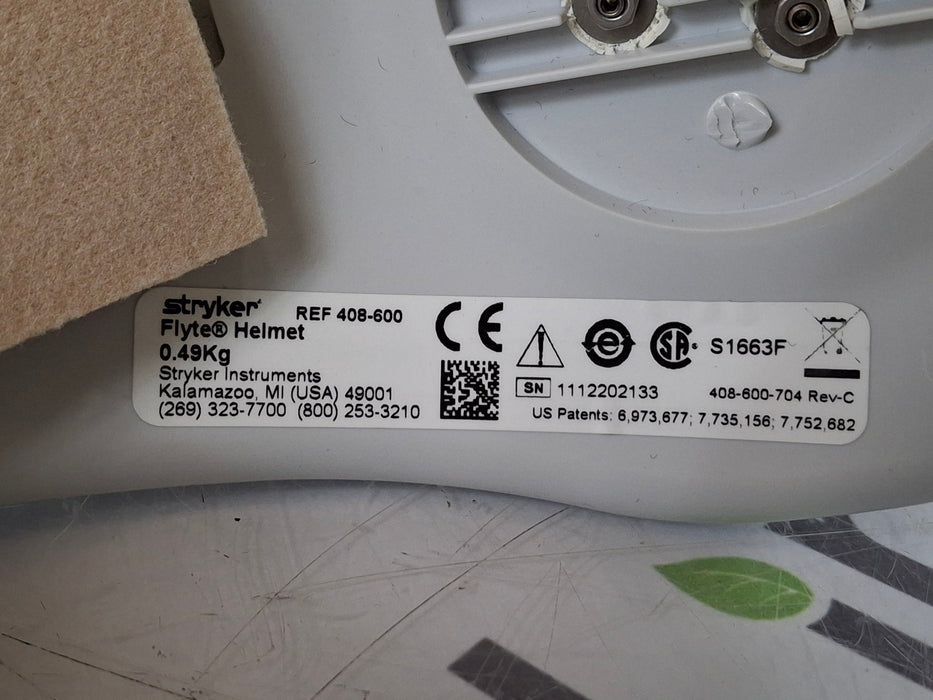 stryker REF 408-600
Flyte® Helmet
0.49Kg
Stryker Instruments
Kalamazoo, MI (USA) 49001
(269) 323-7700 (800) 253-3210
CE
S1663F
SN 1112202133
408-600-704 Rev-C
US Patents: 6,973,677; 7,735,156; 7,752,682